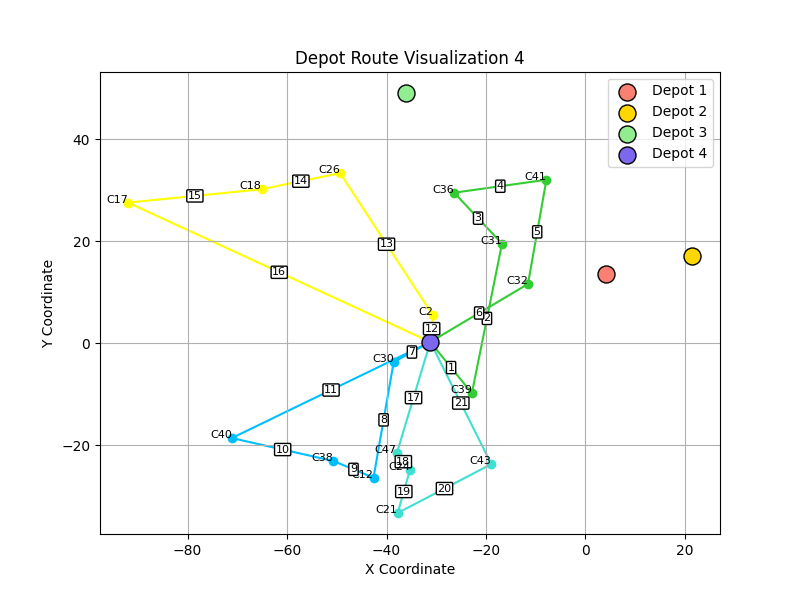 Depot Route Visualization 4
Depot 1
Depot 2
Depot 3
Depot 4
Y Coordinate
40
20
0
−20
C17
15
C18
14
C26
13
16
C2
12
C36
4
C41
3
C31
5
C32
6
2
1
C39
7
C30
8
11
C40
10
C38
9
C12
17
C47
18
C24
19
C21
20
C43
21
−80
−60
−40
−20
0
20
X Coordinate